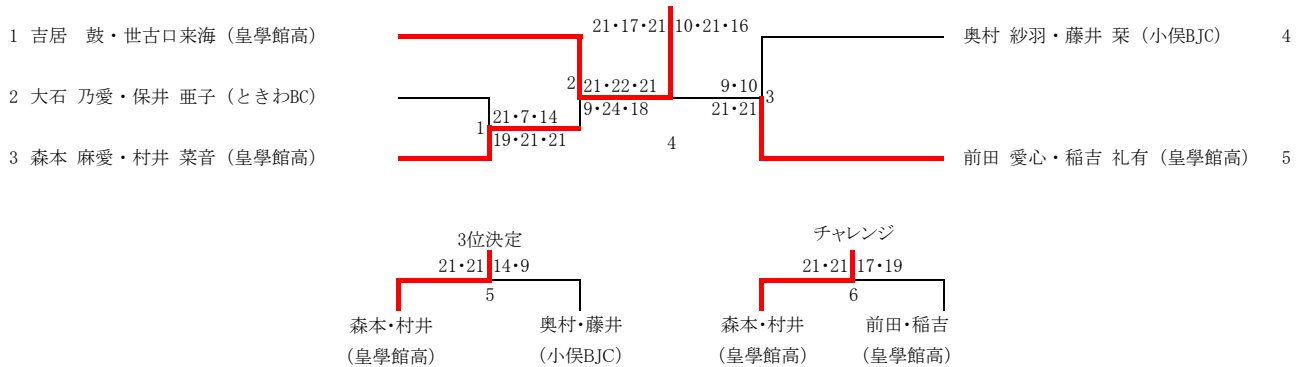 21・17・21 10・21・16
1 吉居　鼓・世古口来海（皇學館高）
奥村 紗羽・藤井 栞（小俣BJC） 4
2 21・22・21
9・10
3
2 大石 乃愛・保井 亜子（ときわBC）
9・24・18
21・21
21・7・14
1
19・21・21
4
3 森本 麻愛・村井 菜音（皇學館高）
前田 愛心・稲吉 礼有（皇學館高） 5
3位決定
チャレンジ
21・21 14・9
21・21 17・19
5
6
森本・村井
奥村・藤井
森本・村井
前田・稲吉
（皇學館高）
（小俣BJC）
（皇學館高）
（皇學館高）